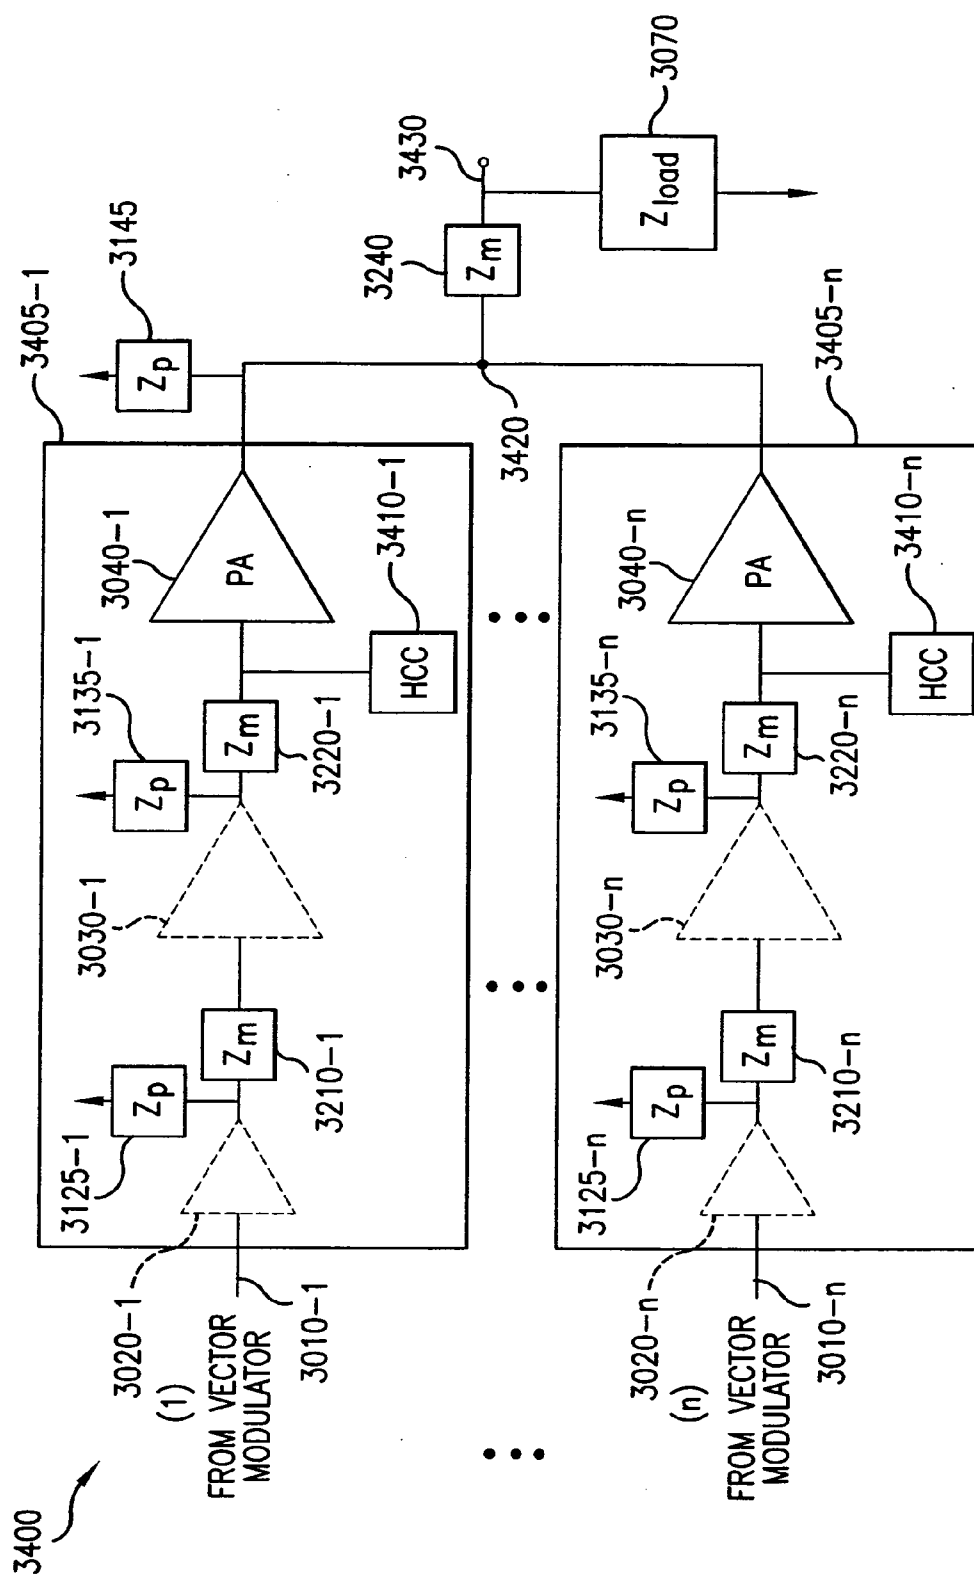 3400
(1)
FROM VECTOR
MODULATOR
3010-1
3020-1
3125-1
Zp
Zm
3210-1
3030-1
3135-1
Zp
Zm
3220-1
HCC
3410-1
PA
3040-1
3405-1
Zp
3145
3420
3240
Zm
3430
Zload
3070
(n)
FROM VECTOR
MODULATOR
3010-n
3020-n
3125-n
Zp
Zm
3210-n
3030-n
3135-n
Zp
Zm
3220-n
HCC
3410-n
PA
3040-n
3405-n